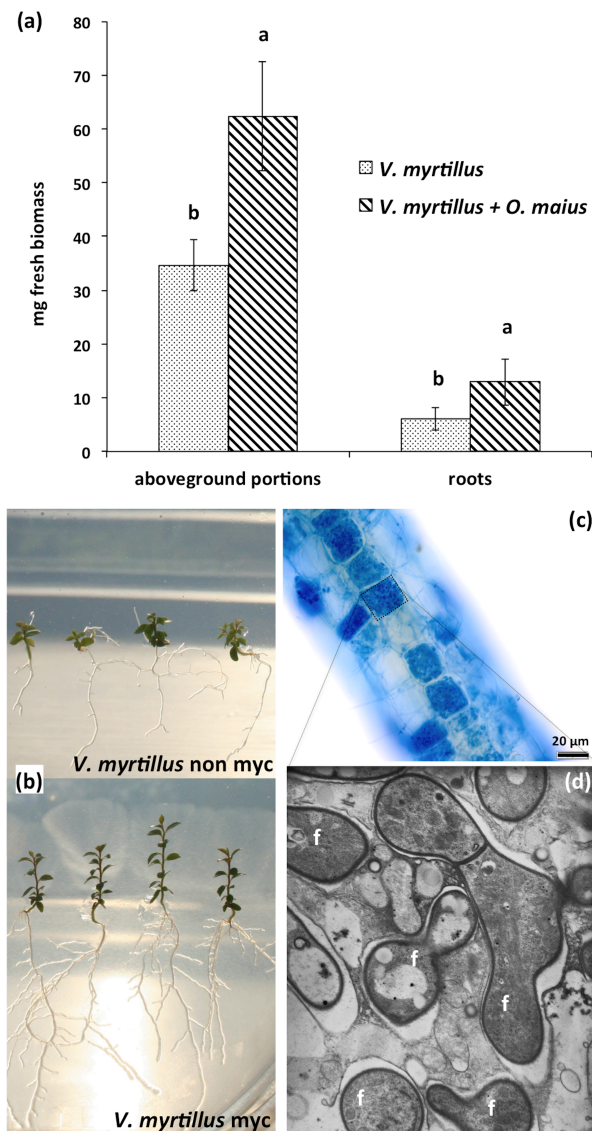 (a)
80
70
60
50
40
30
20
10
0
mg fresh biomass
b
a
b
a
V. myrtillus
V. myrtillus + O. maius
aboveground portions
roots
V. myrtillus non myc
(b)
V. myrtillus myc
(c)
20 µm
(d)
f
f
f
f
f